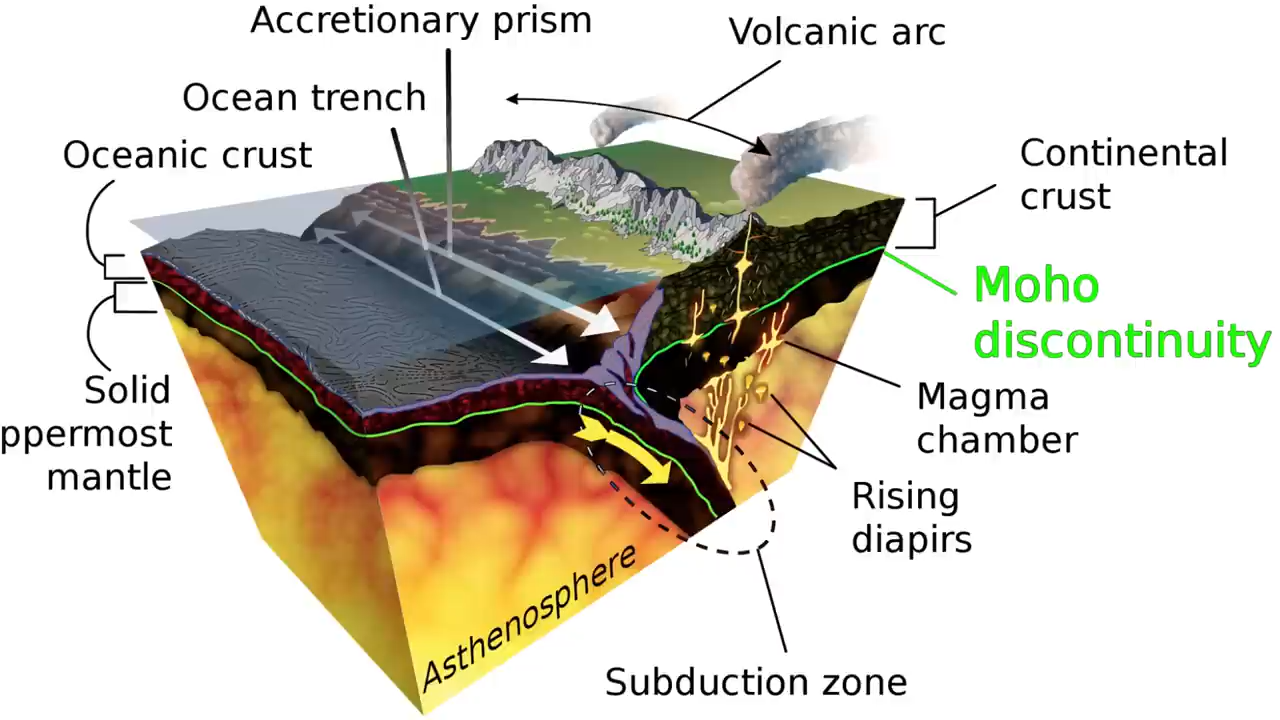 Accretionary prism
Volcanic arc
Ocean trench
Oceanic crust
Continental
crust
Moho
discontinuity
Solid
ppermost
mantle
Magma
chamber
Rising
diapirs
Asthenosphere
Subduction zone